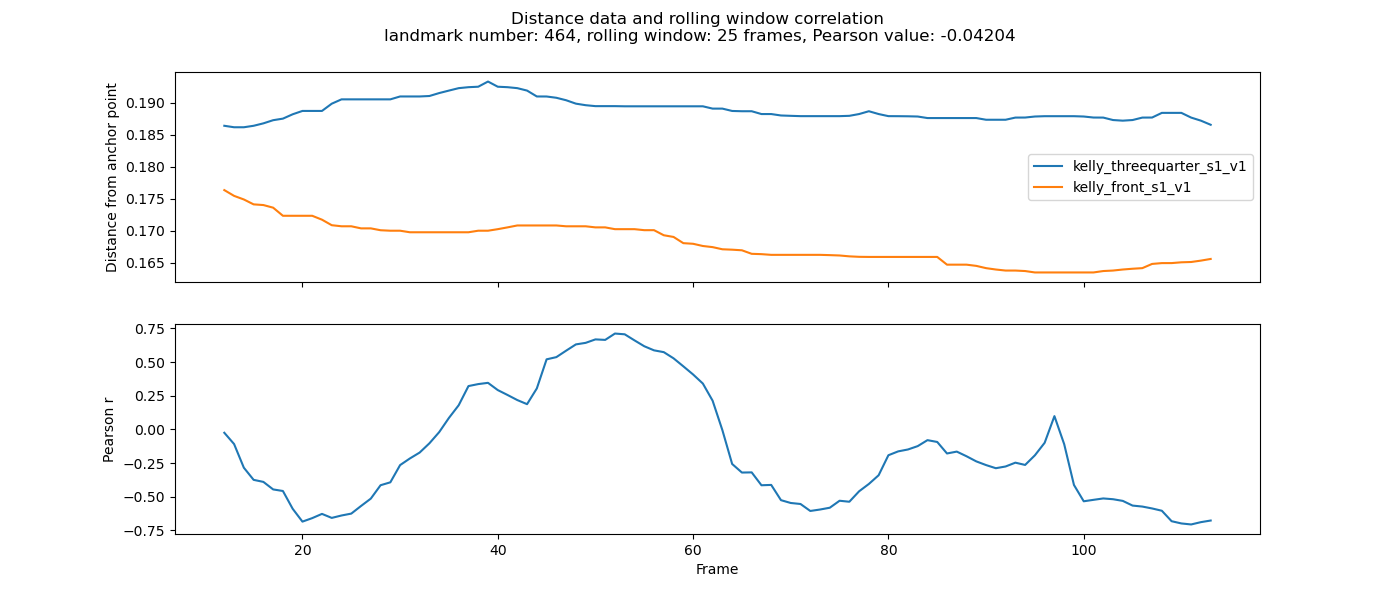 Distance data and rolling window correlation
landmark number: 464, rolling window: 25 frames, Pearson value: -0.04204
Distance from anchor point
0.190
0.185
0.180
0.175
0.170
0.165
kelly_threequarter_s1_v1
kelly_front_s1_v1
Pearson r
0.75
0.50
0.25
0.00
−0.25
−0.50
−0.75
20 40 60 80 100
Frame